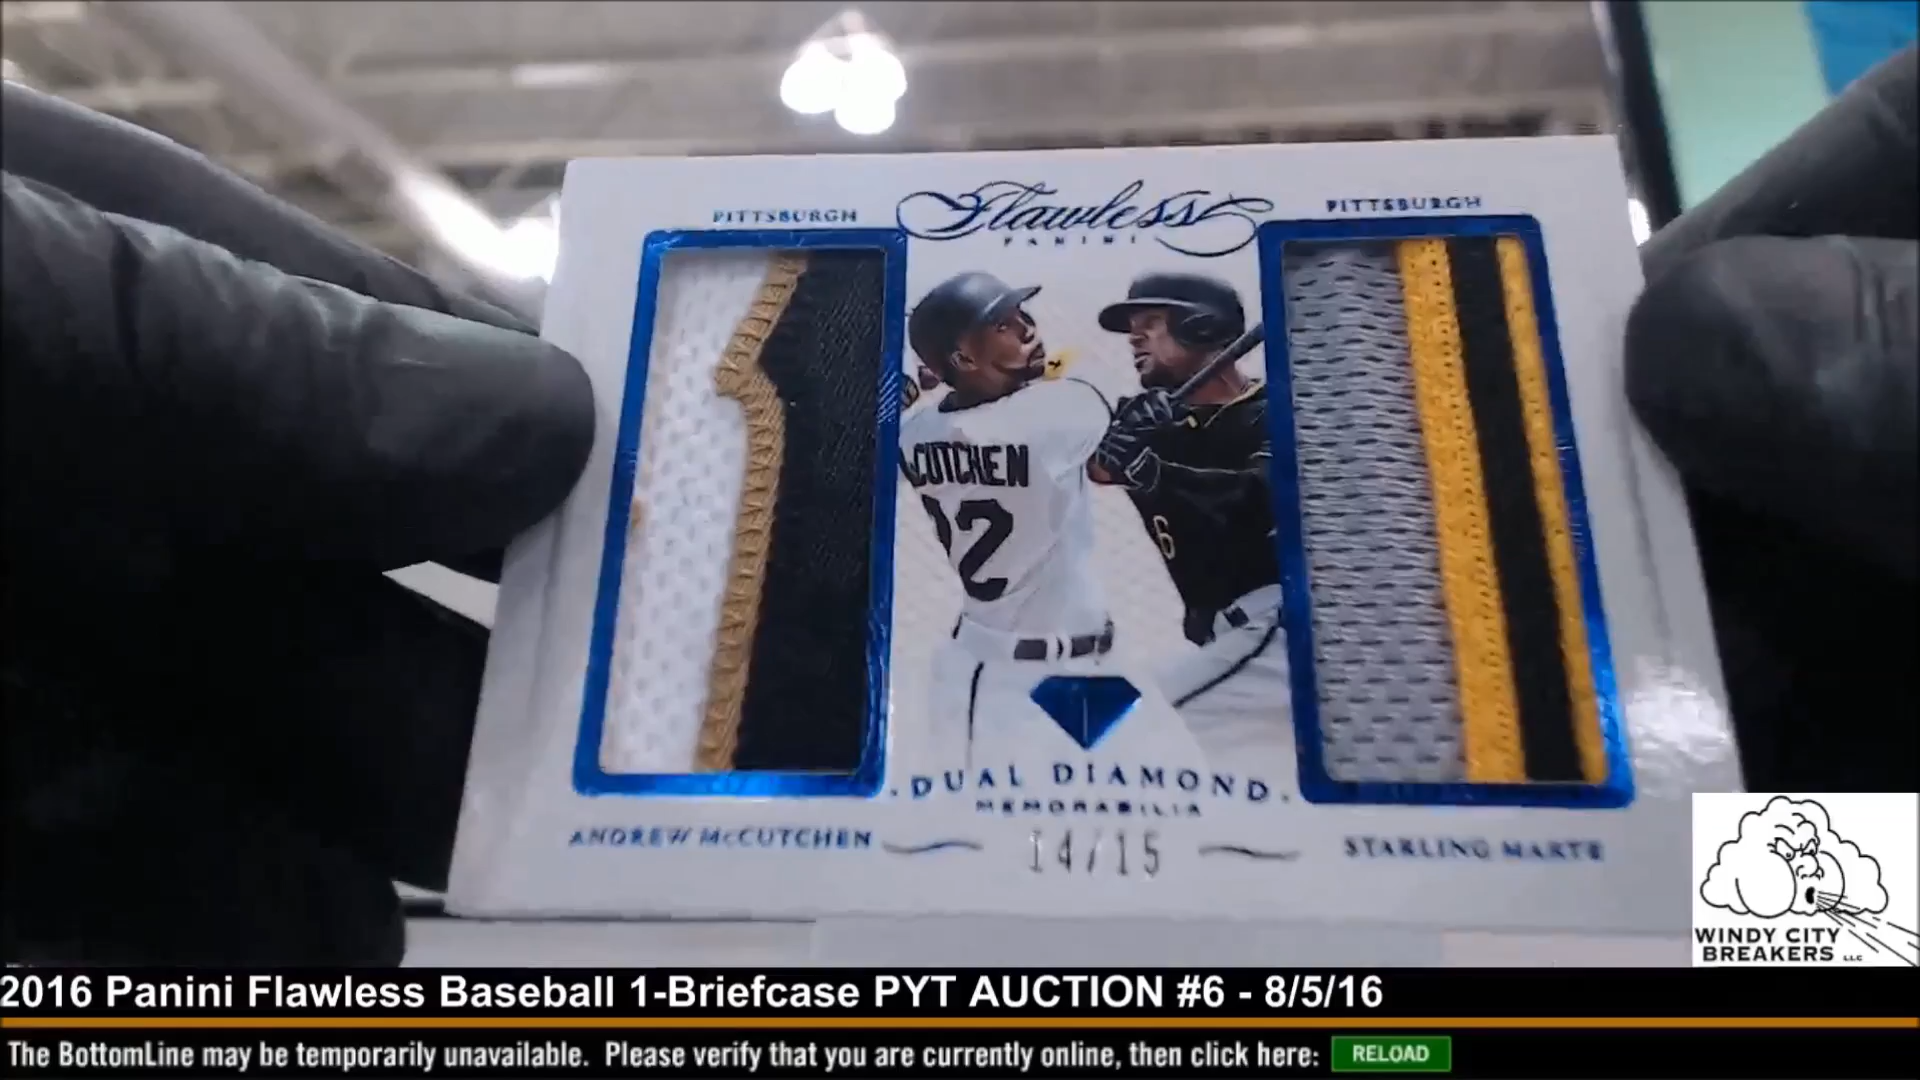 PITTSBURGH
Flawless
PANINI
PITTSBURGH
CUTCHEN
12
6
DUAL DIAMOND
MEMORABILIA
ANDREW McCUTCHEN
14/15
STARLING MARTE
WINDY CITY
BREAKERS LLC
2016 Panini Flawless Baseball 1-Briefcase PYT AUCTION #6 - 8/5/16
The BottomLine may be temporarily unavailable. Please verify that you are currently online, then click here: RELOAD